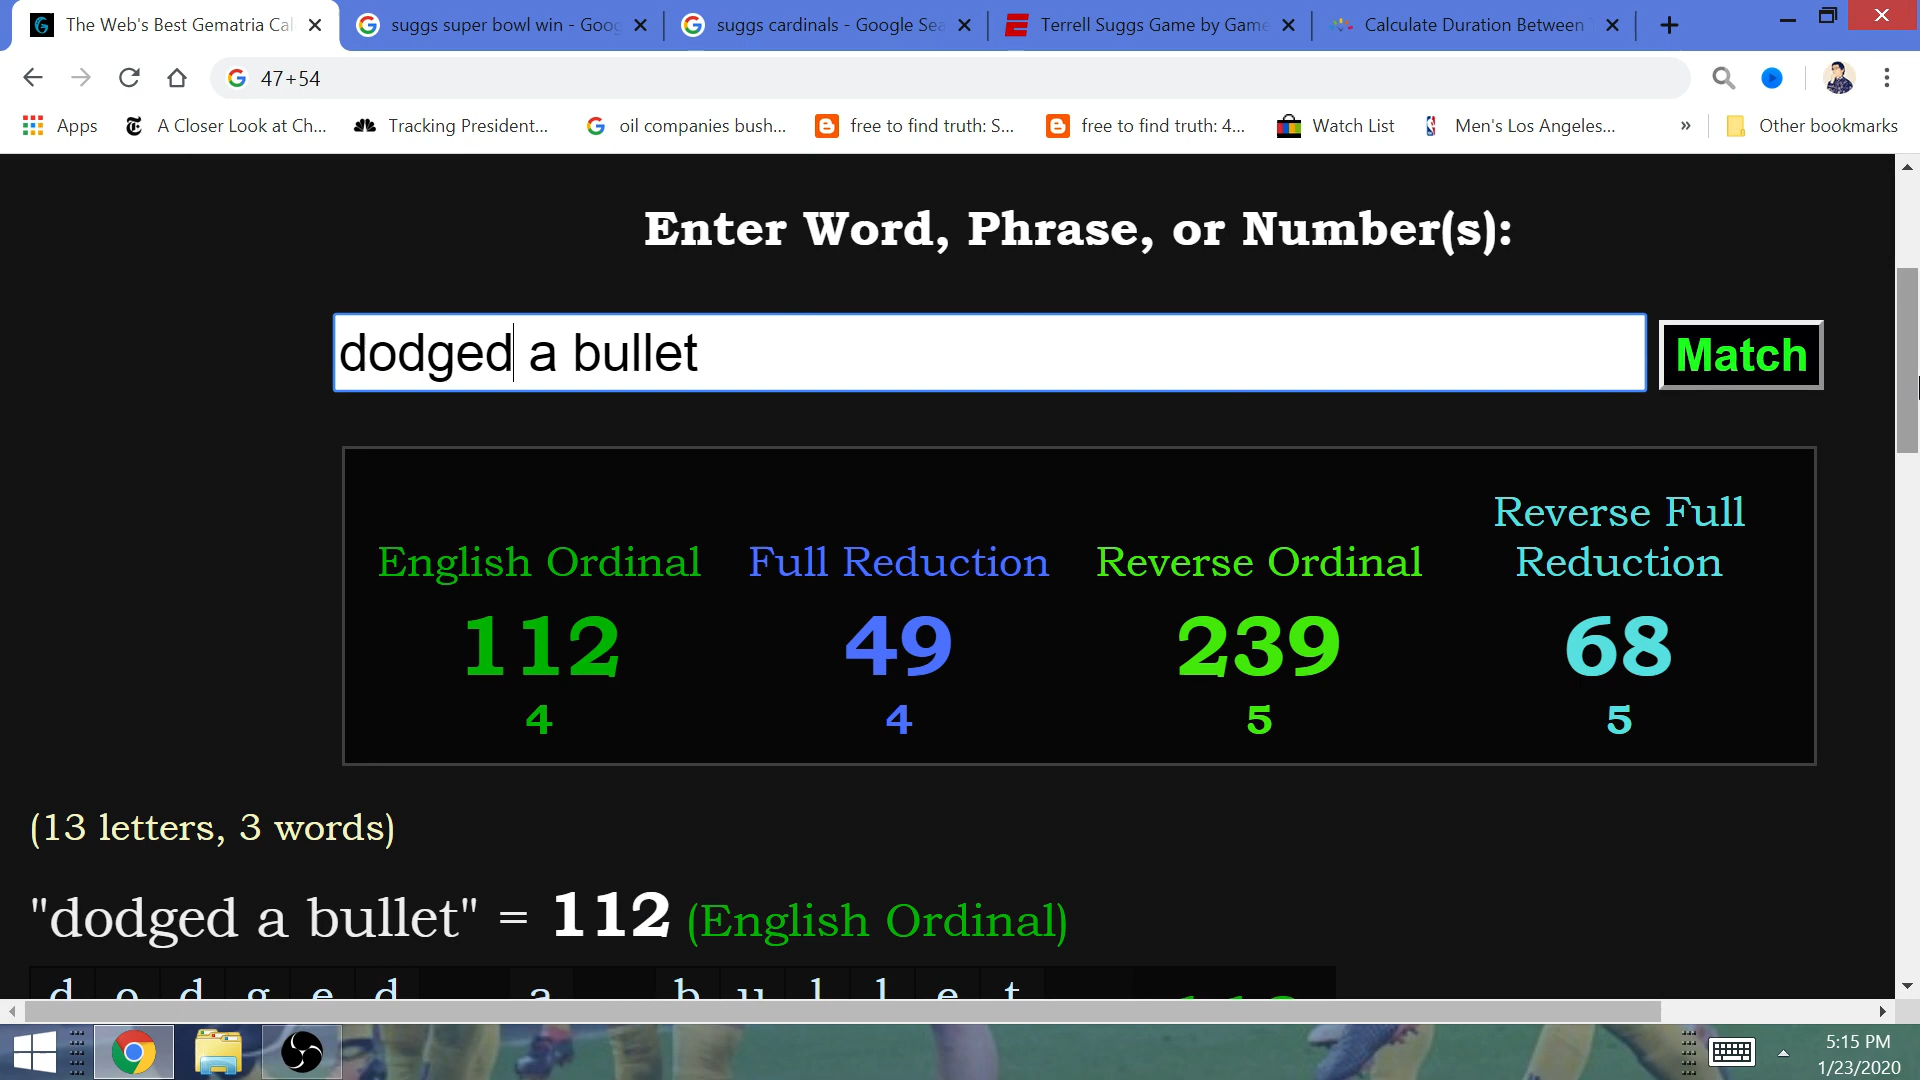 The Web's Best Gematria Cal
suggs super bowl win - Goog
suggs cardinals - Google Sea
Terrell Suggs Game by Game
Calculate Duration Between
47+54
Apps
A Closer Look at Ch...
Tracking President...
oil companies bush...
free to find truth: S...
free to find truth: 4...
Watch List
Men's Los Angeles...
»
Other bookmarks
Enter Word, Phrase, or Number(s):
dodged a bullet
Match
English Ordinal
Full Reduction
Reverse Ordinal
Reverse Full
Reduction
112
49
239
68
4
4
5
5
(13 letters, 3 words)
"dodged a bullet" = 112 (English Ordinal)
d o d g e d a b u l l e t
5:15 PM
1/23/2020